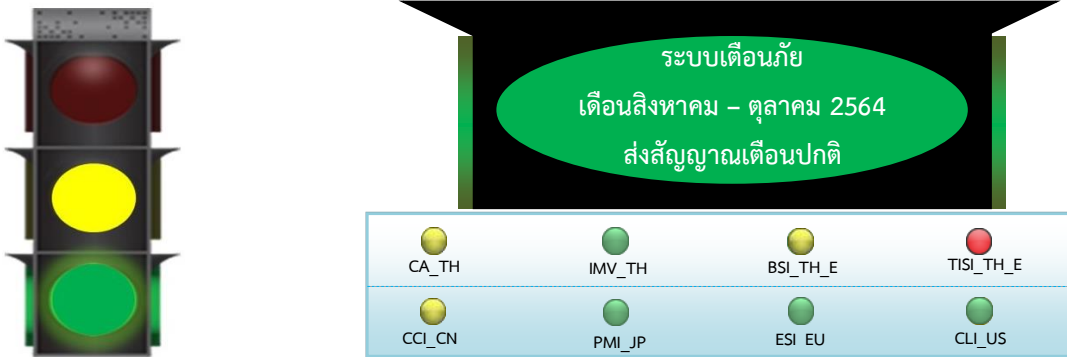 ระบบเตือนภัย
เดือนสิงหาคม – ตุลาคม 2564
ส่งสัญญาณเตือนปกติ
CA_TH IMV_TH BSI_TH_E TISI_TH_E
CCI_CN PMI_JP ESI EU CLI_US